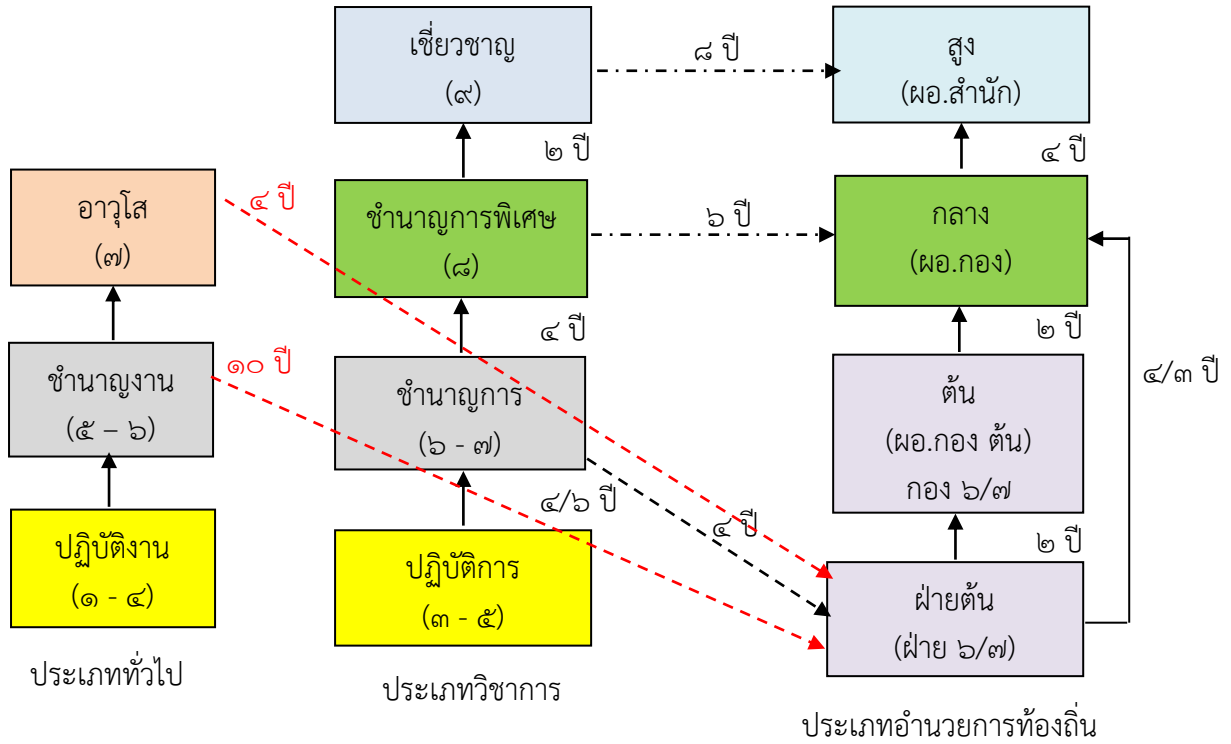 เชี่ยวชาญ
(๙)
๘ ปี
สูง
(ผอ.สำนัก)
๒ ปี
๔ ปี
อาวุโส
(๗)
๔ ปี
ชำนาญการพิเศษ
(๘)
๖ ปี
กลาง
(ผอ.กอง)
๔ ปี
๒ ปี
ชำนาญงาน
(๕ – ๖)
๑๐ ปี
ชำนาญการ
(๖ - ๗)
ต้น
(ผอ.กอง ต้น)
กอง ๖/๗
๔/๓ ปี
๔/๖ ปี
๔ ปี
๒ ปี
ปฏิบัติงาน
(๑ - ๔)
ปฏิบัติการ
(๓ - ๕)
ฝ่ายต้น
(ฝ่าย ๖/๗)
ประเภททั่วไป
ประเภทวิชาการ
ประเภทอำนวยการท้องถิ่น